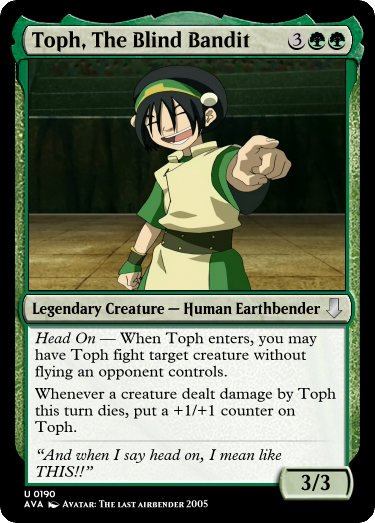 Toph, The Blind Bandit 3
Legendary Creature — Human Earthbender
Head On — When Toph enters, you may
have Toph fight target creature without
flying an opponent controls.
Whenever a creature dealt damage by Toph
this turn dies, put a +1/+1 counter on
Toph.
“And when I say head on, I mean like
THIS!!”
3/3
U 0190
AVA Avatar: The last airbender 2005